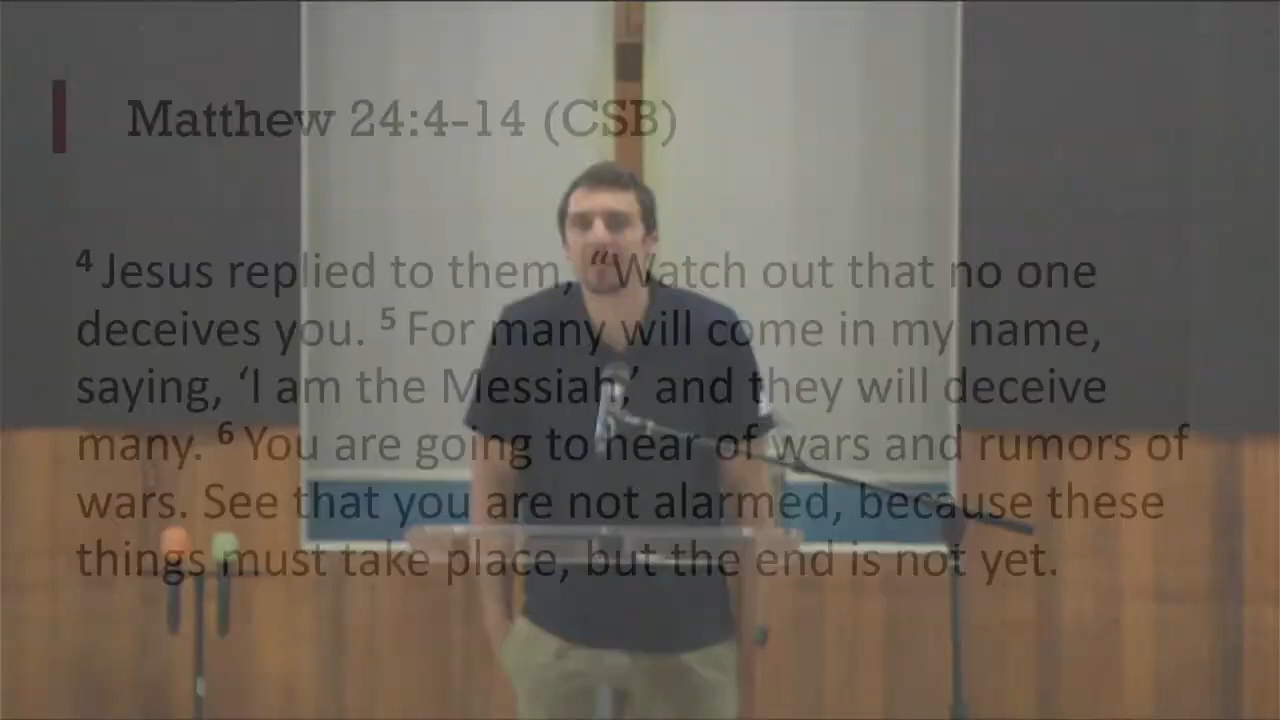 Matthew 24:4-14 (CSB)
⁴ Jesus replied to them, “Watch out that no one
deceives you. ⁵ For many will come in my name,
saying, ‘I am the Messiah,’ and they will deceive
many. ⁶ You are going to hear of wars and rumors of
wars. See that you are not alarmed, because these
things must take place, but the end is not yet.